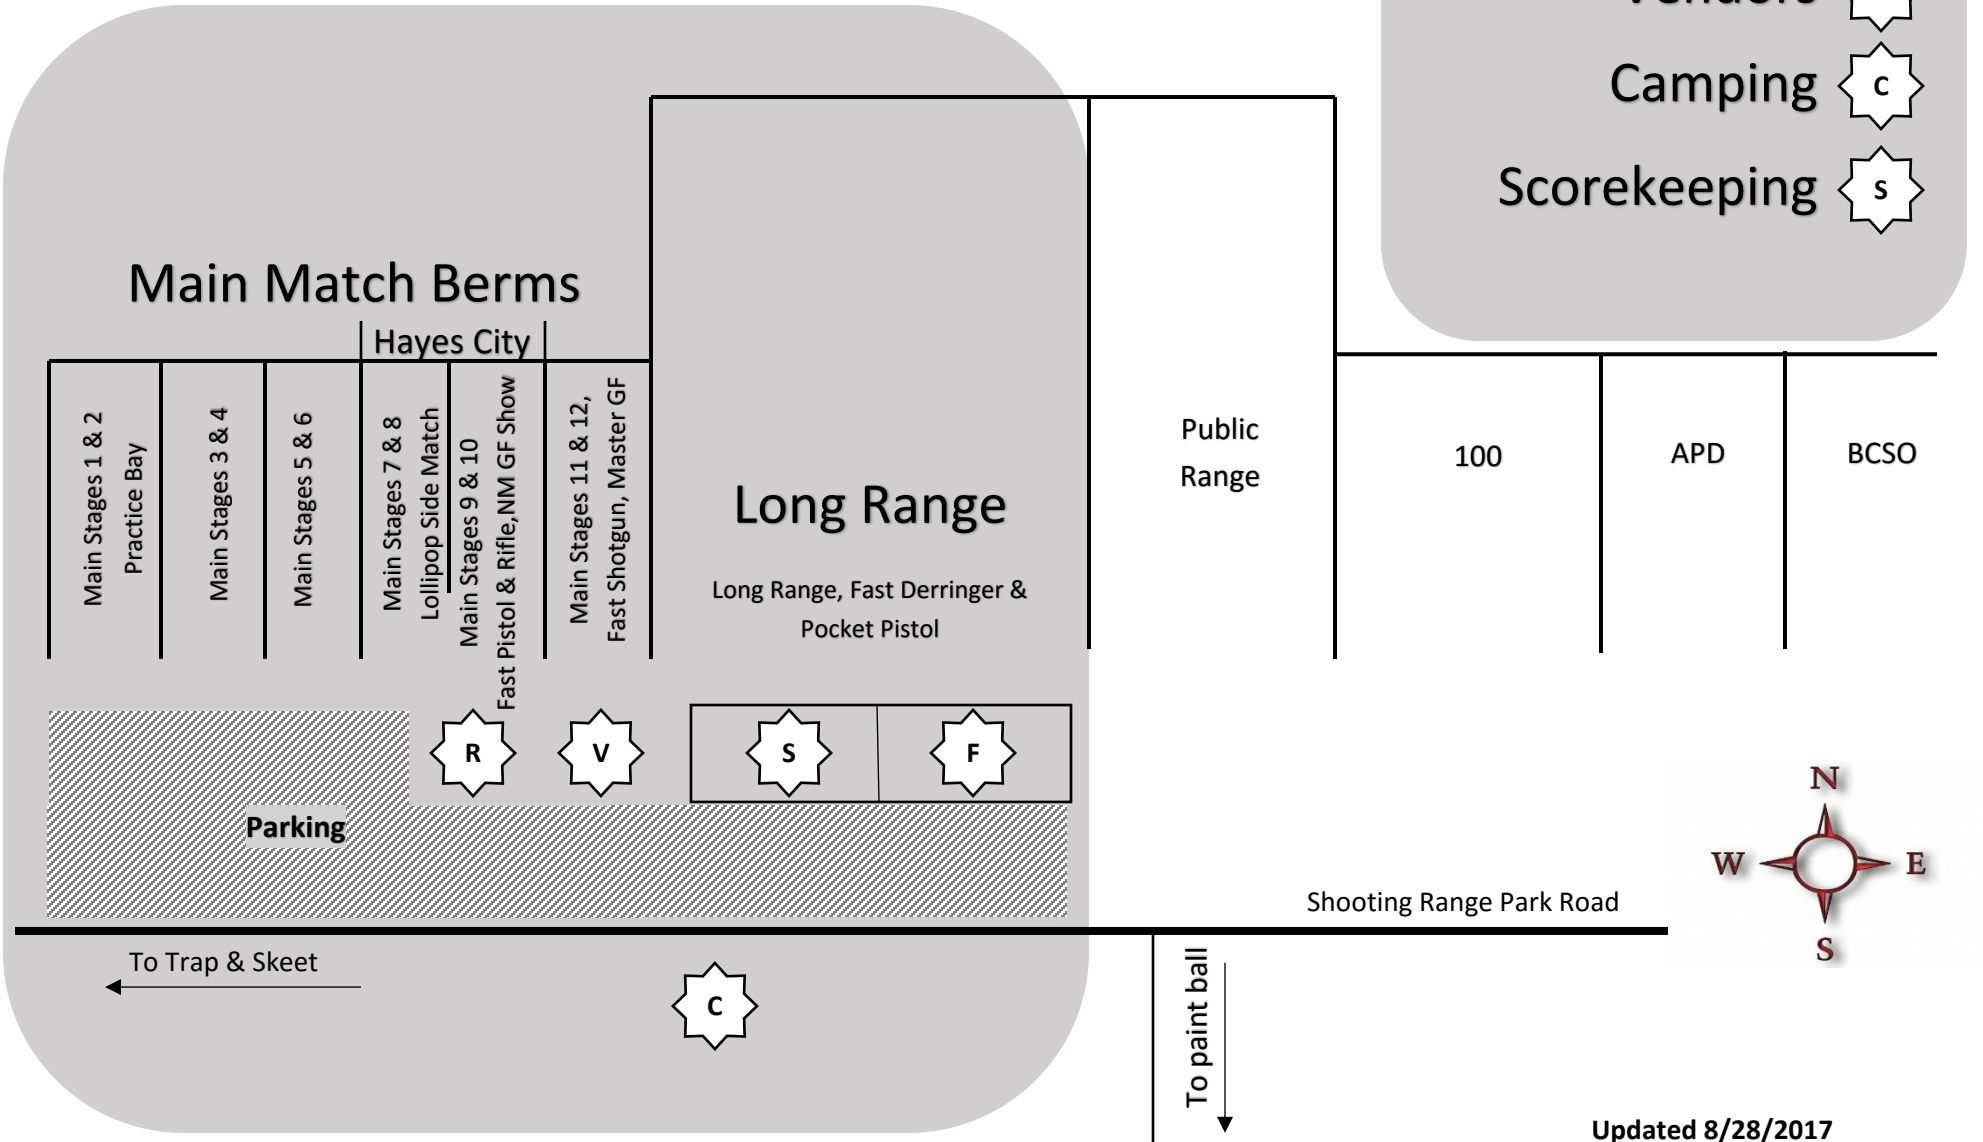 Vendors
Camping
C
Scorekeeping
S
Main Match Berms
Hayes City
Main Stages 1 & 2
Practice Bay
Main Stages 3 & 4
Main Stages 5 & 6
Main Stages 7 & 8
Lollipop Side Match
Main Stages 9 & 10
Fast Pistol & Rifle,NM GF Show
Main Stages 11 & 12,
Fast Shotgun, Master GF
Long Range
Long Range, Fast Derringer &
Pocket Pistol
Public
Range
100
APD
BCSO
R
V
S
F
Parking
N
W
E
S
Shooting Range Park Road
To Trap & Skeet
C
To paint ball
Updated 8/28/2017